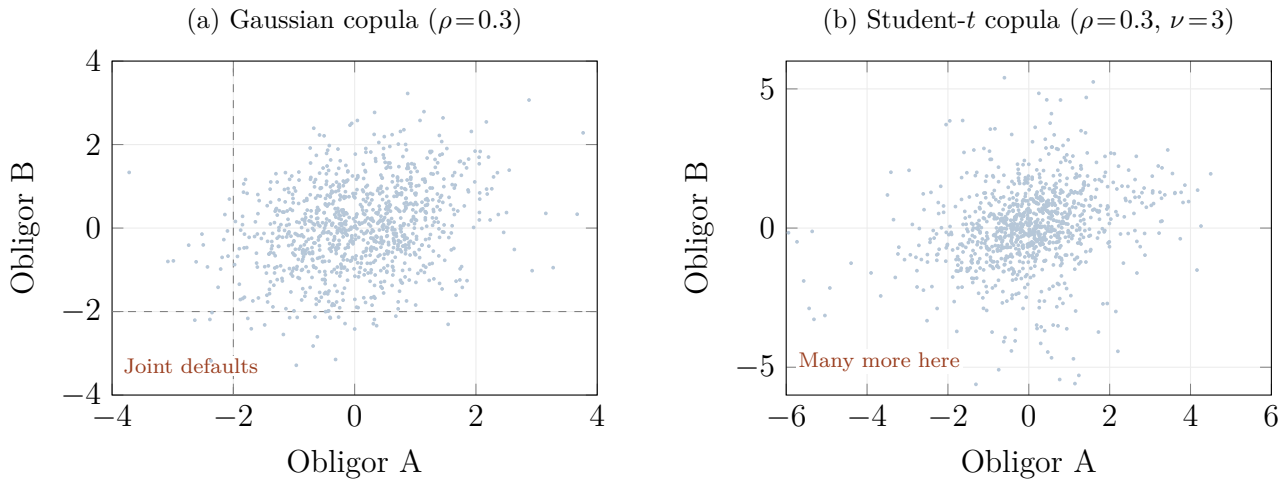 (a) Gaussian copula (ρ=0.3)
4
2
0
−2
−4
−4
−2
0
2
4
Obligor B
Obligor A
Joint defaults
(b) Student-t copula (ρ=0.3, ν=3)
5
0
−5
−6
−4
−2
0
2
4
6
Obligor B
Obligor A
Many more here